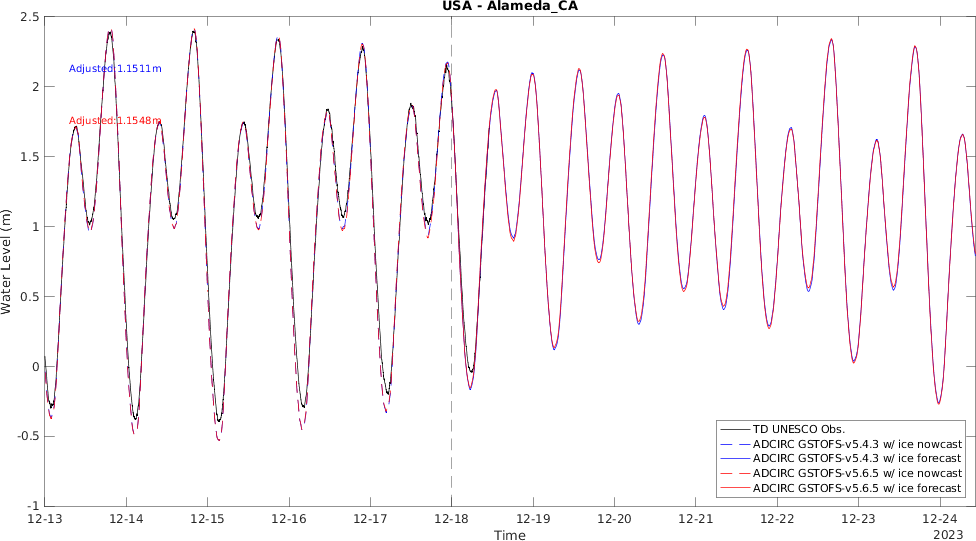 USA - Alameda_CA
2.5
2
1.5
1
0.5
0
-0.5
-1
Water Level (m)
Adjusted:1.1511m
Adjusted:1.1548m
TD UNESCO Obs.
ADCIRC GSTOFS-v5.4.3 w/ ice nowcast
ADCIRC GSTOFS-v5.4.3 w/ ice forecast
ADCIRC GSTOFS-v5.6.5 w/ ice nowcast
ADCIRC GSTOFS-v5.6.5 w/ ice forecast
12-13 12-14 12-15 12-16 12-17 12-18 12-19 12-20 12-21 12-22 12-23 12-24
Time
2023